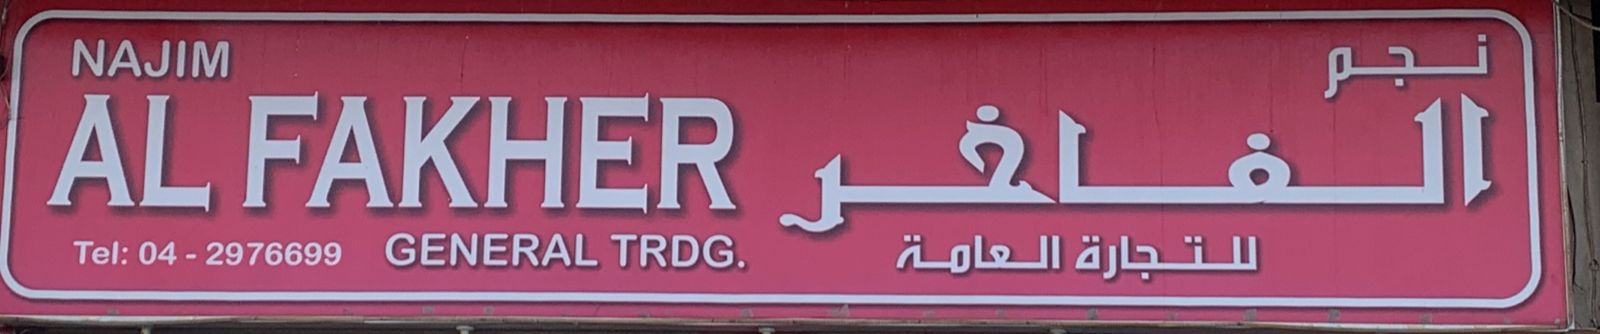 NAJIM
AL FAKHER
Tel: 04 - 2976699 GENERAL TRDG.
نجم
الفاخر
للتجارة العامة